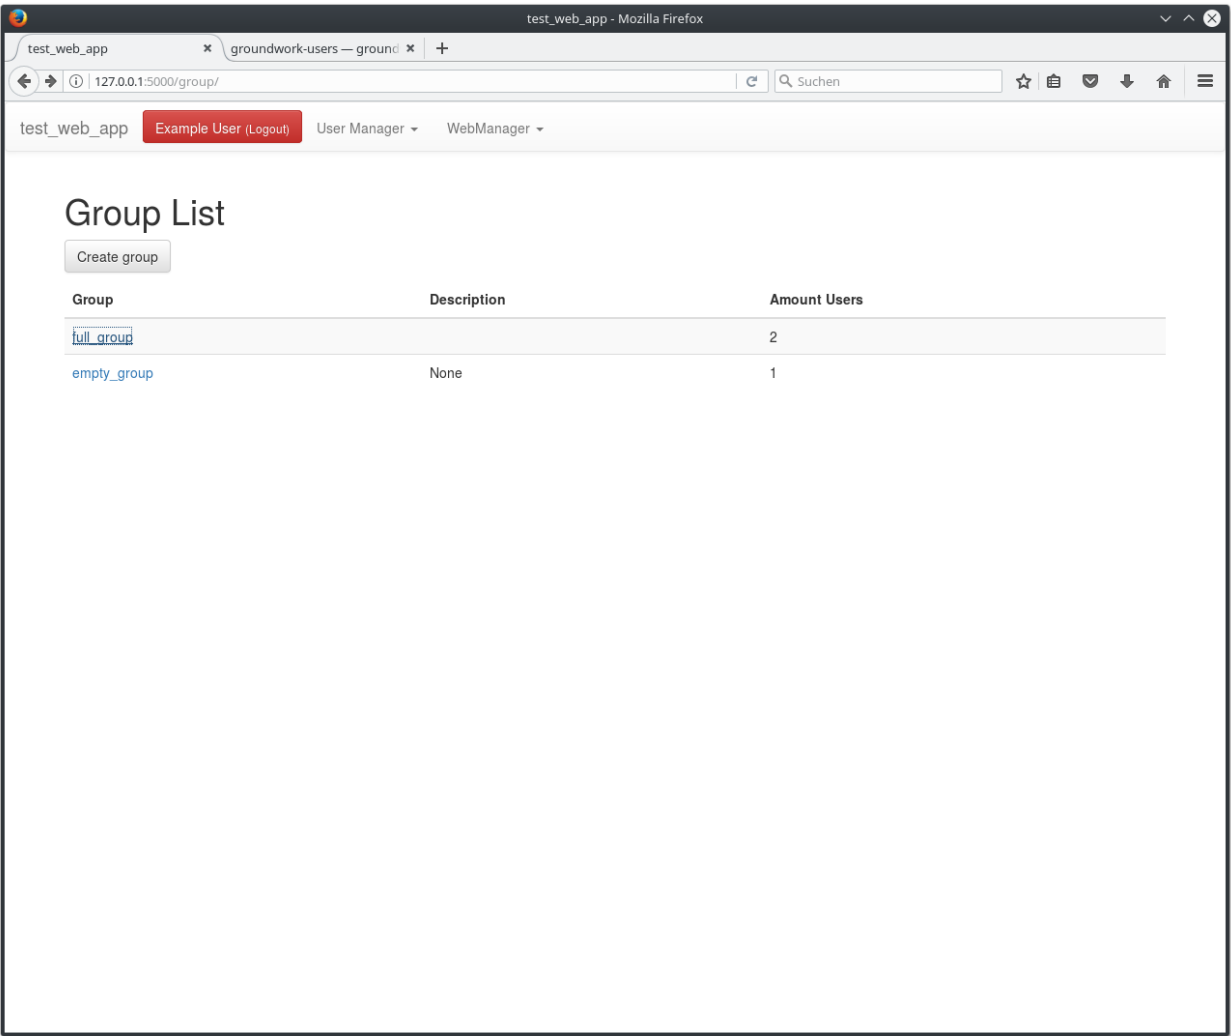 test_web_app - Mozilla Firefox
test_web_app groundwork-users — ground
127.0.0.1:5000/group/ Suchen
test_web_app Example User (Logout) User Manager WebManager
Group List
Create group
Group Description Amount Users
full_group 2
empty_group None 1